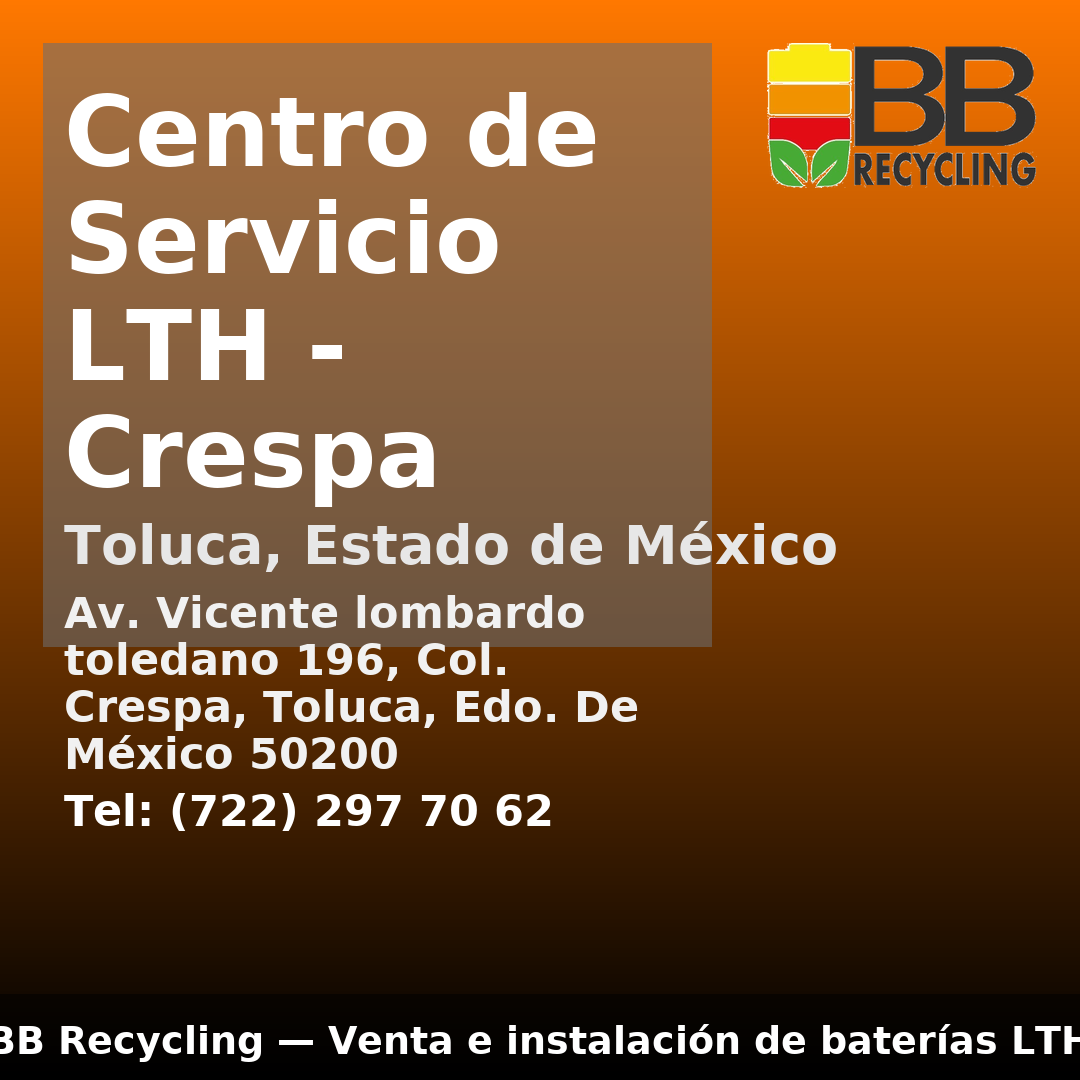 Centro de
Servicio
LTH -
Crespa
Toluca, Estado de México
Av. Vicente lombardo
toledano 196, Col.
Crespa, Toluca, Edo. De
México 50200
Tel: (722) 297 70 62
BB
RECYCLING
BB Recycling — Venta e instalación de baterías LTH